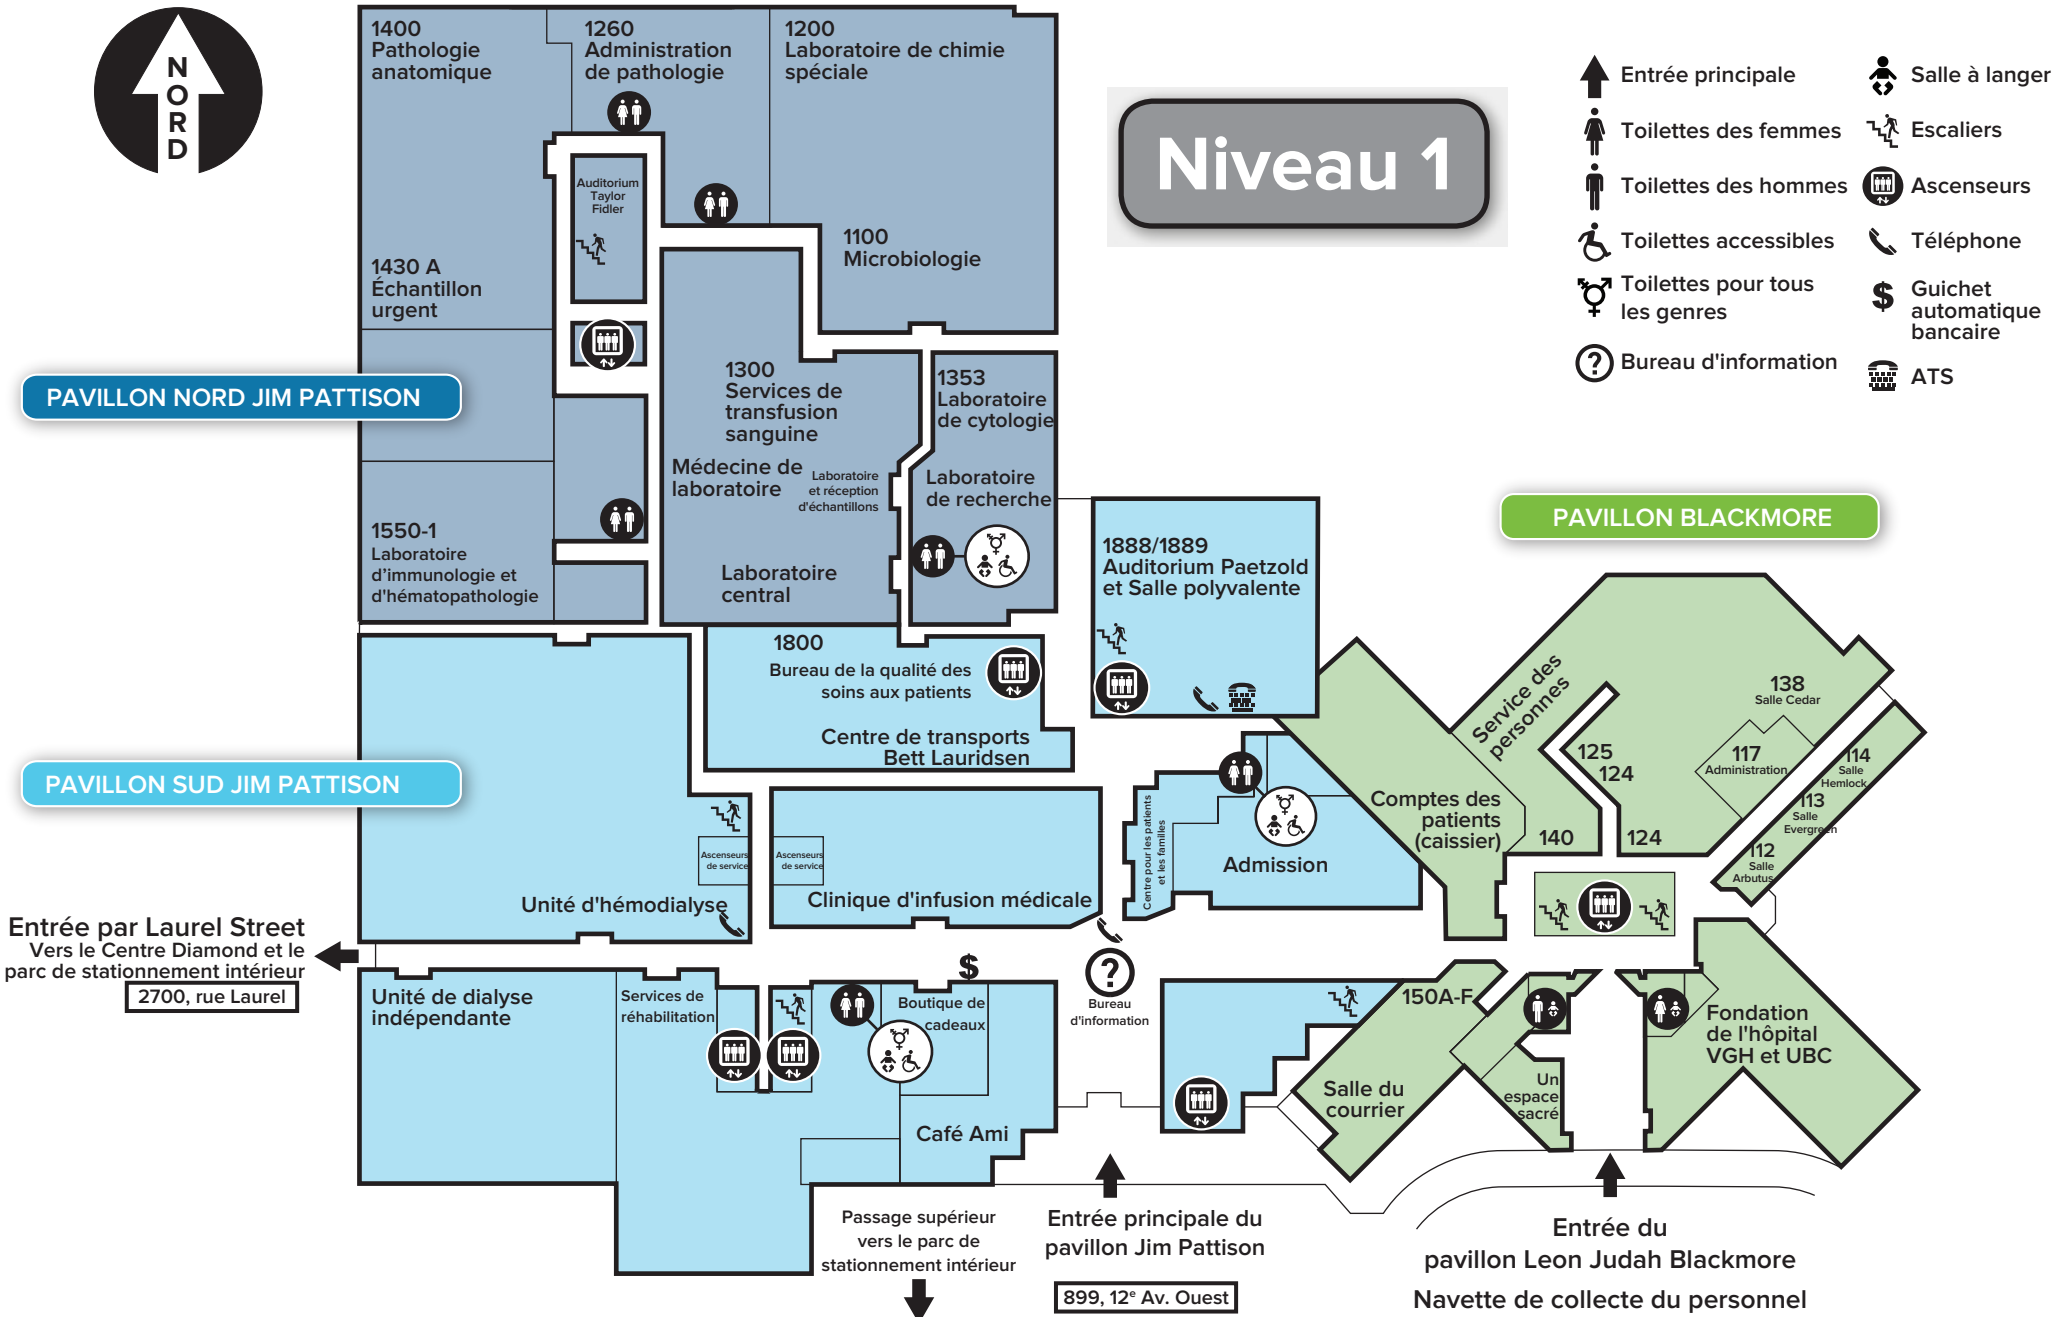 NORD
1400
Pathologie
anatomique
1260
Administration
de pathologie
1200
Laboratoire de chimie
spéciale
Niveau 1
Entrée principale
Toilettes des femmes
Toilettes des hommes
Toilettes accessibles
Toilettes pour tous
les genres
? Bureau d'information
Salle à langer
Escaliers
Ascenseurs
Téléphone
$ Guichet
automatique
bancaire
ATS
Auditorium
Taylor
Fidler
1430 A
Échantillon
urgent
1100
Microbiologie
PAVILLON NORD JIM PATTISON
1300
Services de
transfusion
sanguine
1353
Laboratoire
de cytologie
Médecine de
laboratoire
Laboratoire
et réception
d'échantillons
Laboratoire
de recherche
1550-1
Laboratoire
d'immunologie et
d'hématopathologie
Laboratoire
central
PAVILLON BLACKMORE
1888/1889
Auditorium Paetzold
et Salle polyvalente
1800
Bureau de la qualité des
soins aux patients
Centre de transports
Bett Lauridsen
PAVILLON SUD JIM PATTISON
Service des
personnes
138
Salle Cedar
125
124
117
Administration
114
Salle
Hemlock
113
Salle
Evergreen
112
Salle
Arbutus
124
140
Comptes des
patients
(caissier)
Centre pour les patients
et les familles
Admission
Ascenseurs
de service
Ascenseurs
de service
Unité d'hémodialyse
Clinique d'infusion médicale
Entrée par Laurel Street
Vers le Centre Diamond et le
parc de stationnement intérieur
2700, rue Laurel
Unité de dialyse
indépendante
Services de
réhabilitation
$
Boutique de
cadeaux
?
Bureau
d'information
150A-F
Salle du
courrier
Un
espace
sacré
Fondation
de l'hôpital
VGH et UBC
Café Ami
Passage supérieur
vers le parc de
stationnement intérieur
Entrée principale du
pavillon Jim Pattison
899, 12e Av. Ouest
Entrée du
pavillon Leon Judah Blackmore
Navette de collecte du personnel